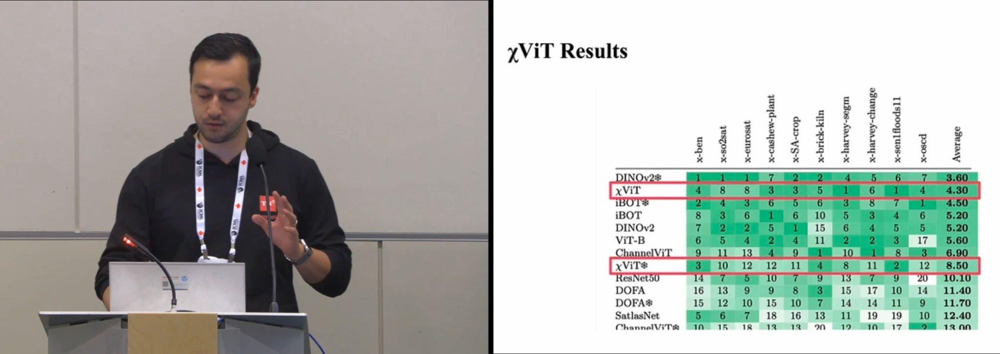 ICML
ICML
ICML
ICML
hp
χViT Results
x-ben x-so2sat x-eurosat x-cashew-plant x-SA-crop x-brick-kiln x-harvey-segm x-harvey-change x-sen1floods11 x-oscd Average
DINOv2❄ 1 1 1 7 2 2 4 5 6 7 3.60
χViT 4 8 8 3 3 5 1 6 1 4 4.30
iBOT❄ 2 4 3 6 5 6 3 8 7 1 4.50
iBOT 8 3 6 1 6 10 5 3 4 6 5.20
DINOv2 7 2 2 5 1 15 6 4 5 5 5.20
ViT-B 6 5 4 2 4 11 2 2 3 17 5.60
ChannelViT 9 11 13 4 9 1 10 1 8 3 6.90
χViT❄ 3 10 12 12 11 4 8 11 2 12 8.50
ResNet50 14 7 5 10 7 9 13 7 9 20 10.10
DOFA 16 13 9 9 8 3 15 17 10 14 11.40
DOFA❄ 15 12 10 15 10 7 14 14 11 9 11.70
SatlasNet 5 6 7 18 16 13 11 19 19 10 12.40
ChannelViT❄ 10 15 18 13 13 20 12 10 17 2 13.00